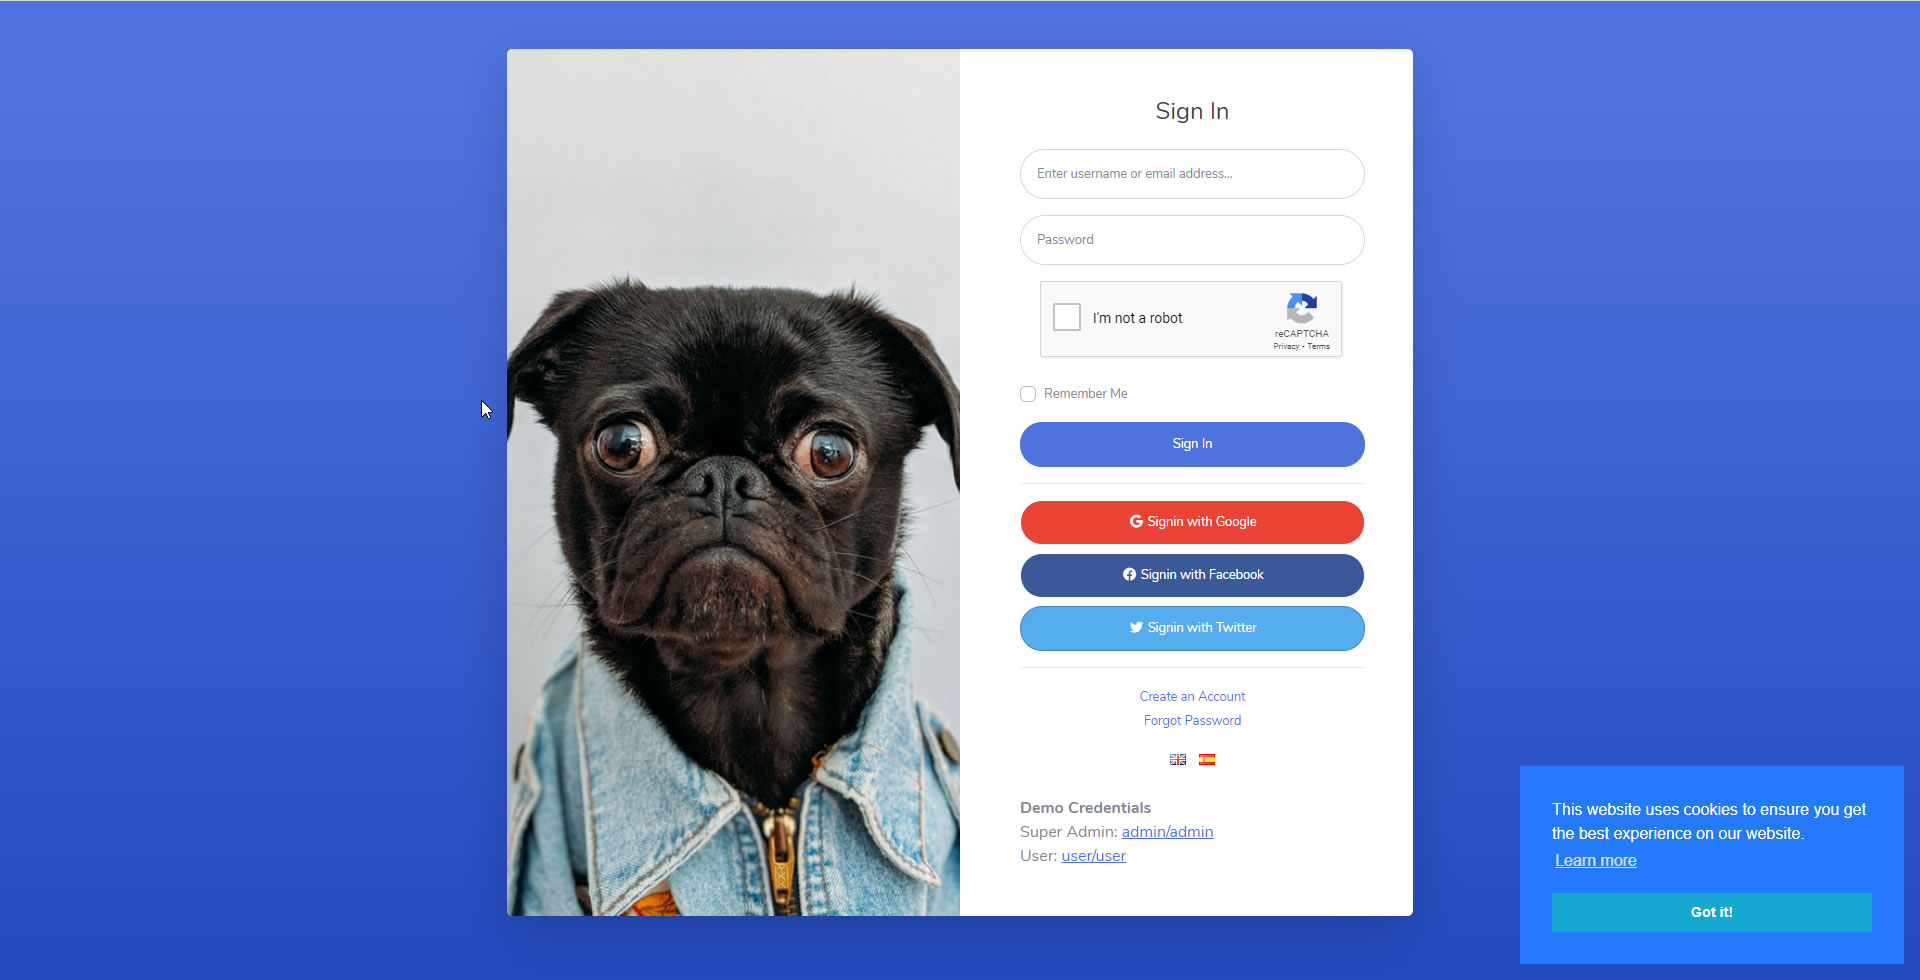 Sign In
Enter username or email address...
Password
I'm not a robot
reCAPTCHA
Privacy - Terms
Remember Me
Sign In
Signin with Google
Signin with Facebook
Signin with Twitter
Create an Account
Forgot Password
Demo Credentials
Super Admin: admin/admin
User: user/user
This website uses cookies to ensure you get
the best experience on our website.
Learn more
Got it!